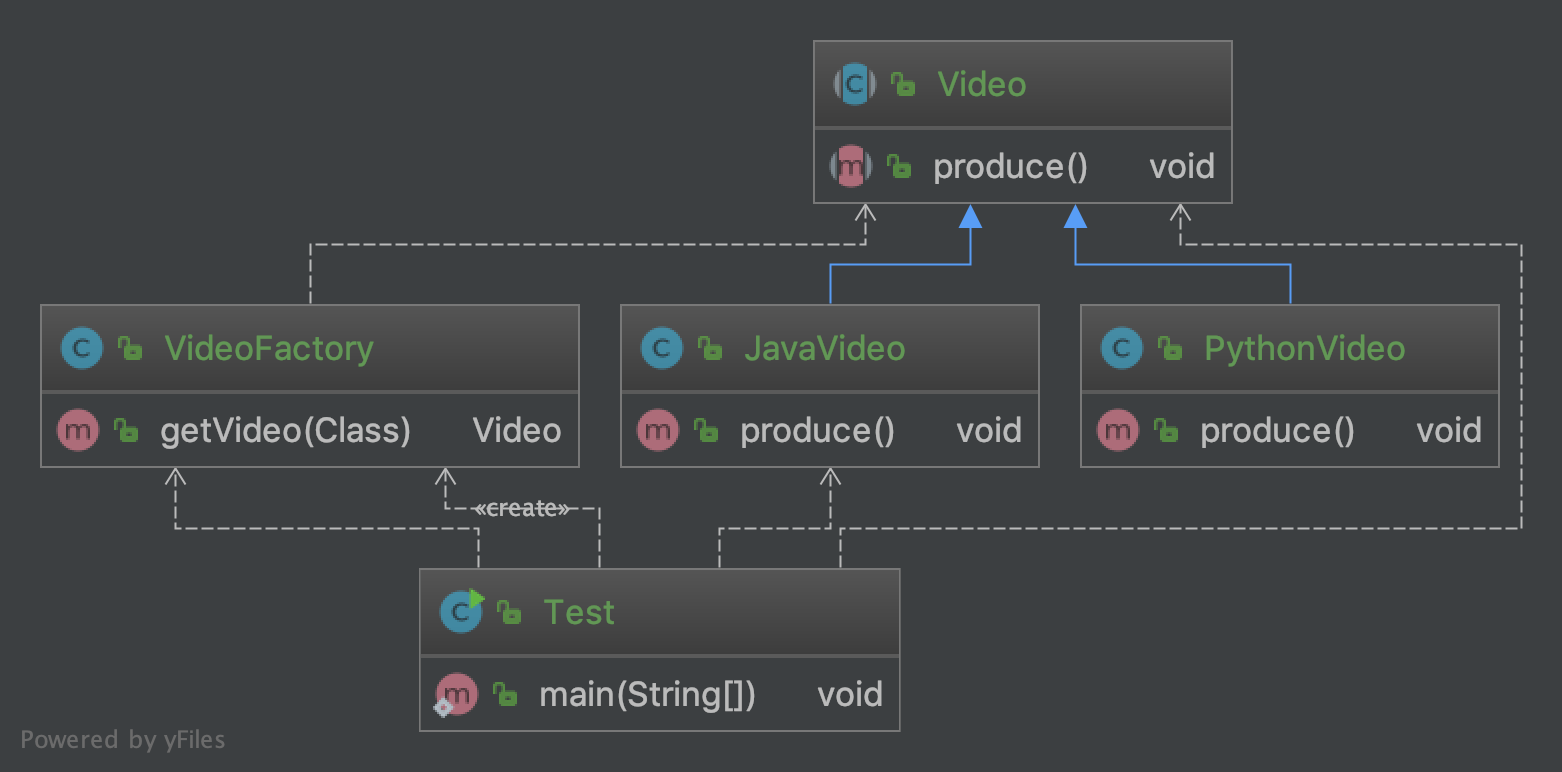 Video
produce() void
VideoFactory
getVideo(Class) Video
JavaVideo
produce() void
PythonVideo
produce() void
«create»
Test
main(String[]) void
Powered by yFiles